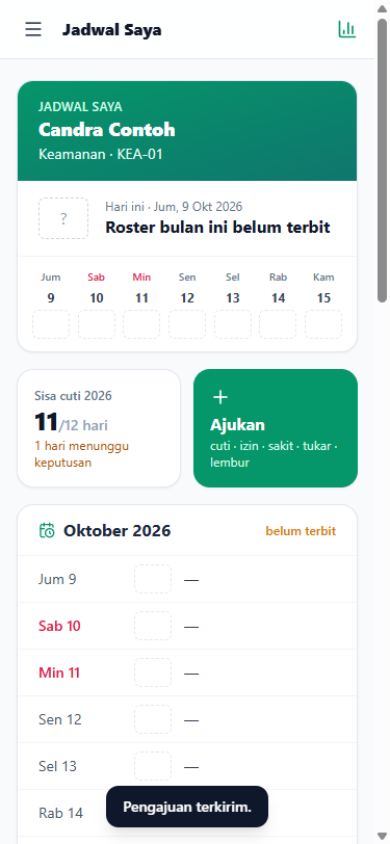 Jadwal Saya
JADWAL SAYA
Candra Contoh
Keamanan · KEA-01
?
Hari ini · Jum, 9 Okt 2026
Roster bulan ini belum terbit
Jum Sab Min Sen Sel Rab Kam
9 10 11 12 13 14 15
Sisa cuti 2026
11/12 hari
1 hari menunggu
keputusan
Ajukan
cuti · izin · sakit · tukar ·
lembur
Oktober 2026
belum terbit
Jum 9 —
Sab 10 —
Min 11 —
Sen 12 —
Sel 13 —
Rab 14
Pengajuan terkirim.